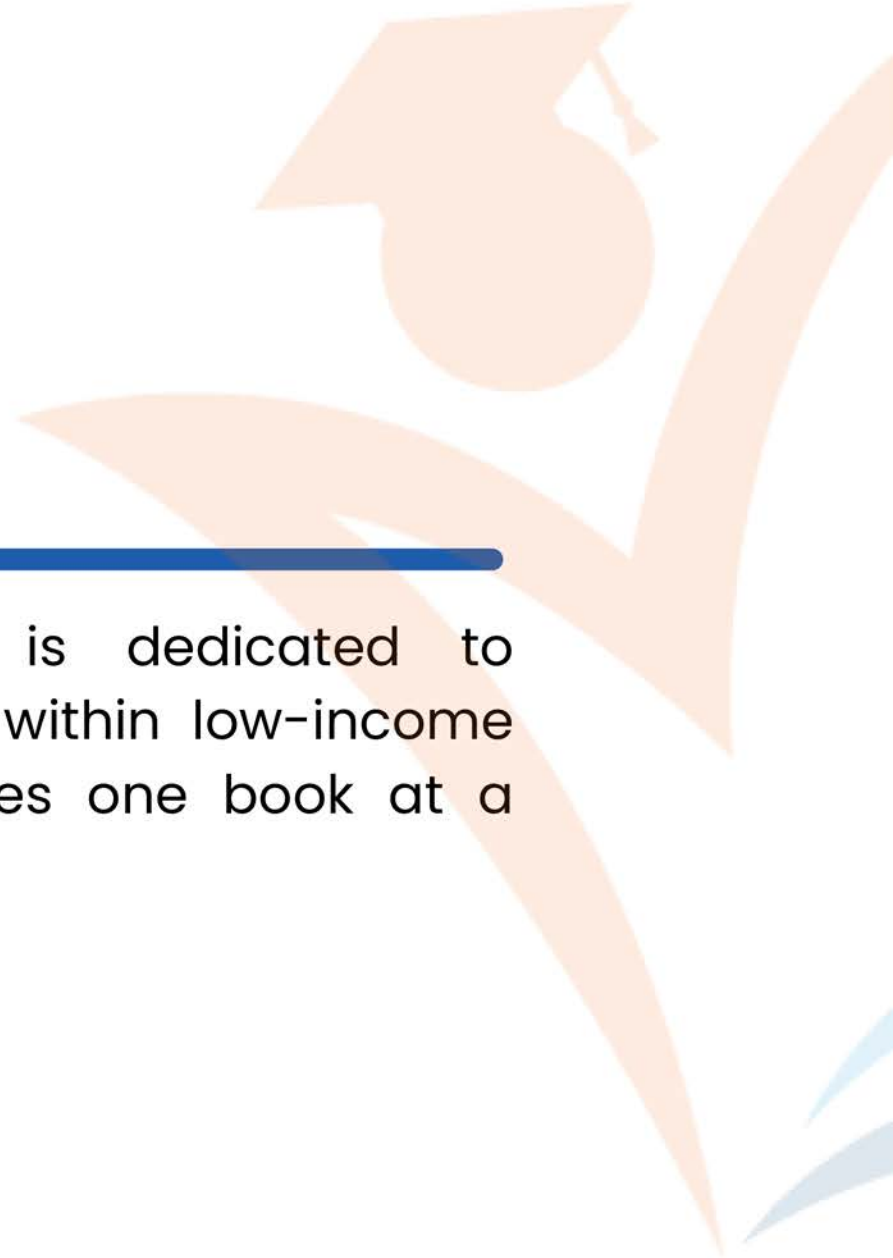 is dedicated to
within low-income
es one book at a